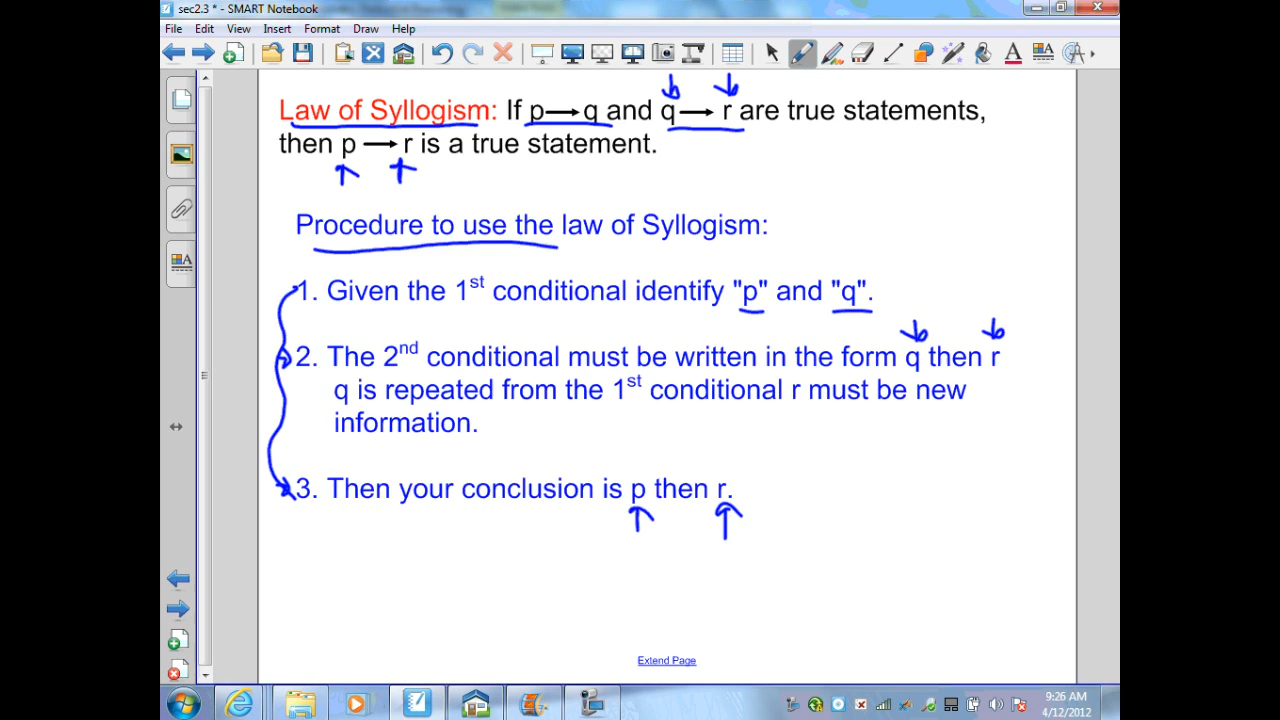 sec2.3 * - SMART Notebook
File Edit View Insert Format Draw Help
Law of Syllogism: If p→q and q→r are true statements,
then p→r is a true statement.
Procedure to use the law of Syllogism:
1. Given the 1st conditional identify "p" and "q".
2. The 2nd conditional must be written in the form q then r
q is repeated from the 1st conditional r must be new
information.
3. Then your conclusion is p then r.
Extend Page
9:26 AM
4/12/2012